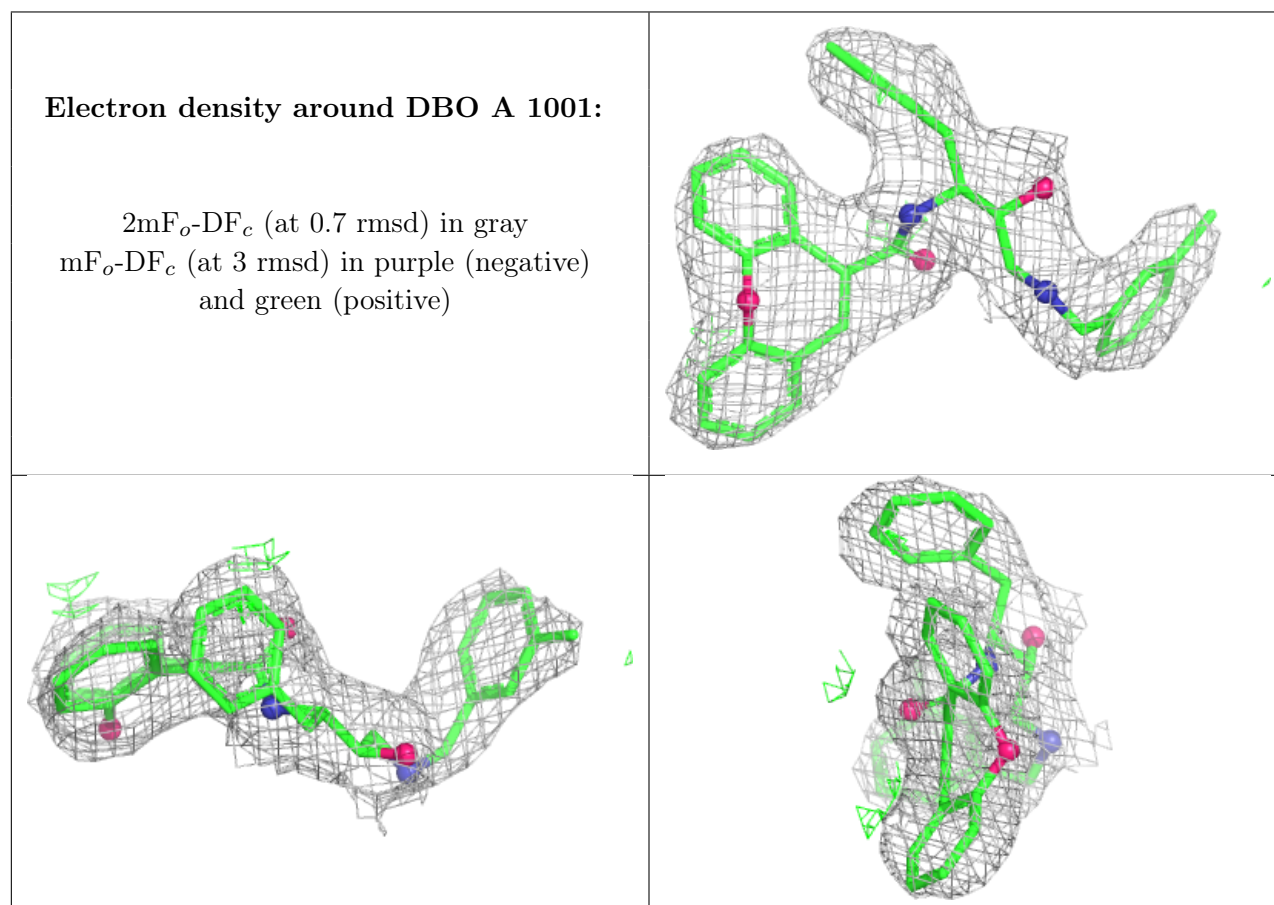 Electron density around DBO A 1001:
2mFₒ-DF𝒸 (at 0.7 rmsd) in gray
mFₒ-DF𝒸 (at 3 rmsd) in purple (negative)
and green (positive)